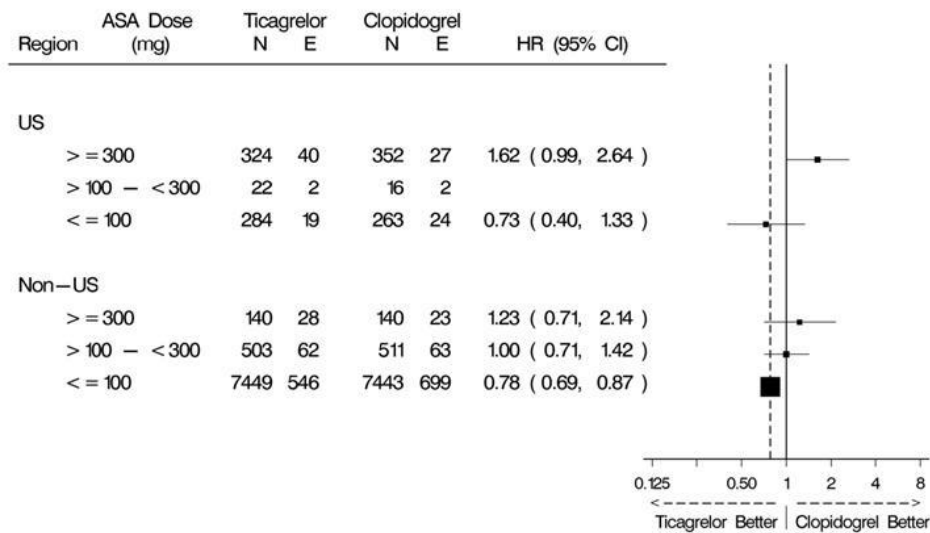 ASA Dose Ticagrelor Clopidogrel
Region (mg) N E N E HR (95% CI)
US
>=300 324 40 352 27 1.62 (0.99, 2.64)
>100 – <300 22 2 16 2
<=100 284 19 263 24 0.73 (0.40, 1.33)
Non–US
>=300 140 28 140 23 1.23 (0.71, 2.14)
>100 – <300 503 62 511 63 1.00 (0.71, 1.42)
<=100 7449 546 7443 699 0.78 (0.69, 0.87)
0.125 0.50 1 2 4 8
Ticagrelor Better Clopidogrel Better